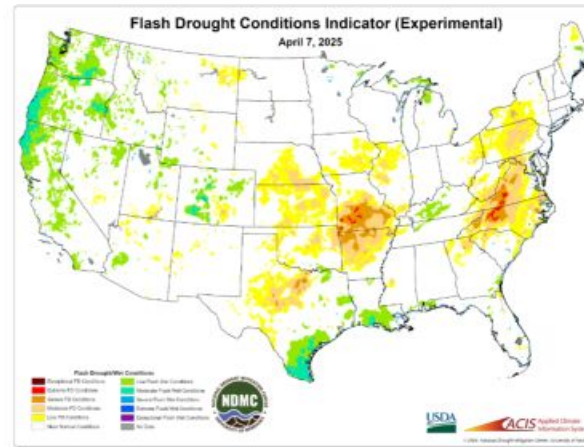 Flash Drought Conditions Indicator (Experimental)
April 7, 2025
Flash Drought/Wet Conditions
Exceptional FD Conditions
Extreme FD Conditions
Severe FD Conditions
Moderate FD Conditions
Low FD Conditions
Near Normal Conditions
Low Flash Wet Conditions
Moderate Flash Wet Conditions
Severe Flash Wet Conditions
Extreme Flash Wet Conditions
Exceptional Flash Wet Conditions
No Data
NDMC
USDA
ACIS Applied Climate
Information System